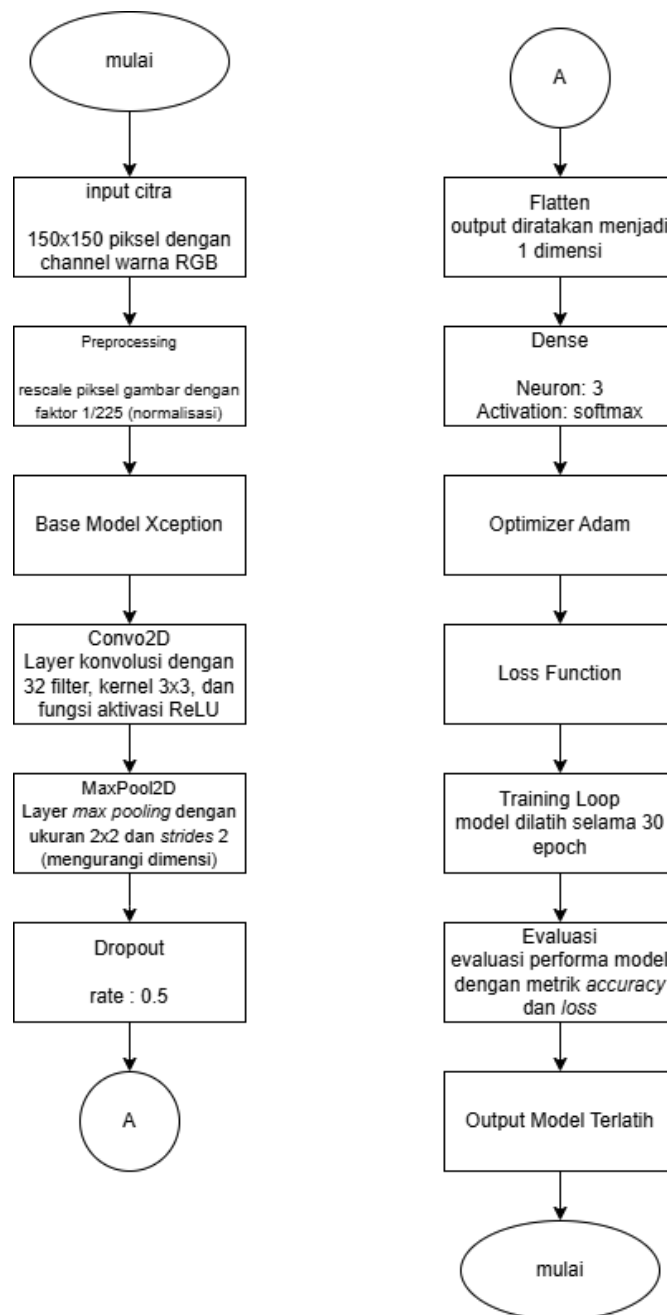 mulai
input citra
150x150 piksel dengan
channel warna RGB
Preprocessing
rescale piksel gambar dengan
faktor 1/225 (normalisasi)
Base Model Xception
Convo2D
Layer konvolusi dengan
32 filter, kernel 3x3, dan
fungsi aktivasi ReLU
MaxPool2D
Layer max pooling dengan
ukuran 2x2 dan strides 2
(mengurangi dimensi)
Dropout
rate : 0.5
A
A
Flatten
output diratakan menjadi
1 dimensi
Dense
Neuron: 3
Activation: softmax
Optimizer Adam
Loss Function
Training Loop
model dilatih selama 30
epoch
Evaluasi
evaluasi performa model
dengan metrik accuracy
dan loss
Output Model Terlatih
mulai